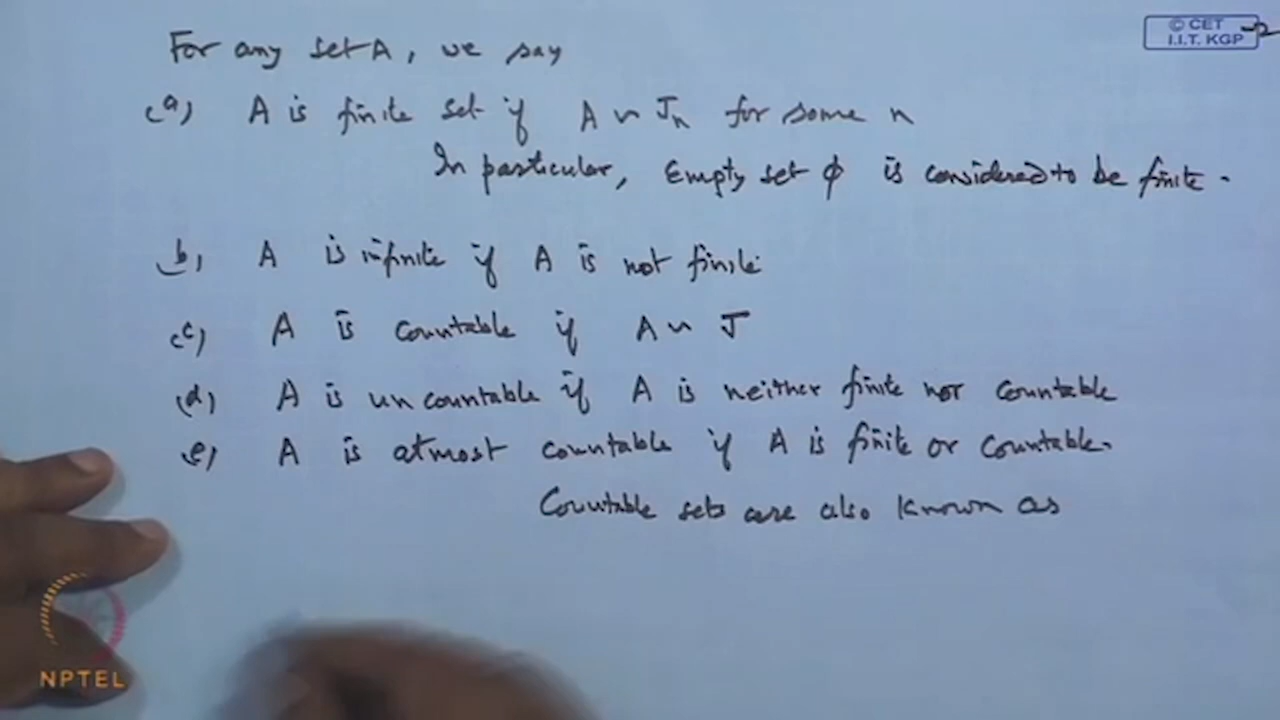 © CET
I.I.T. KGP
For any set A, we say
(a) A is finite set if A ~ Jn for some n
In particular, Empty set φ is considered to be finite.
(b) A is infinite if A is not finite
(c) A is countable if A ~ J
(d) A is uncountable if A is neither finite nor countable
(e) A is atmost countable if A is finite or countable.
Countable sets are also known as
NPTEL